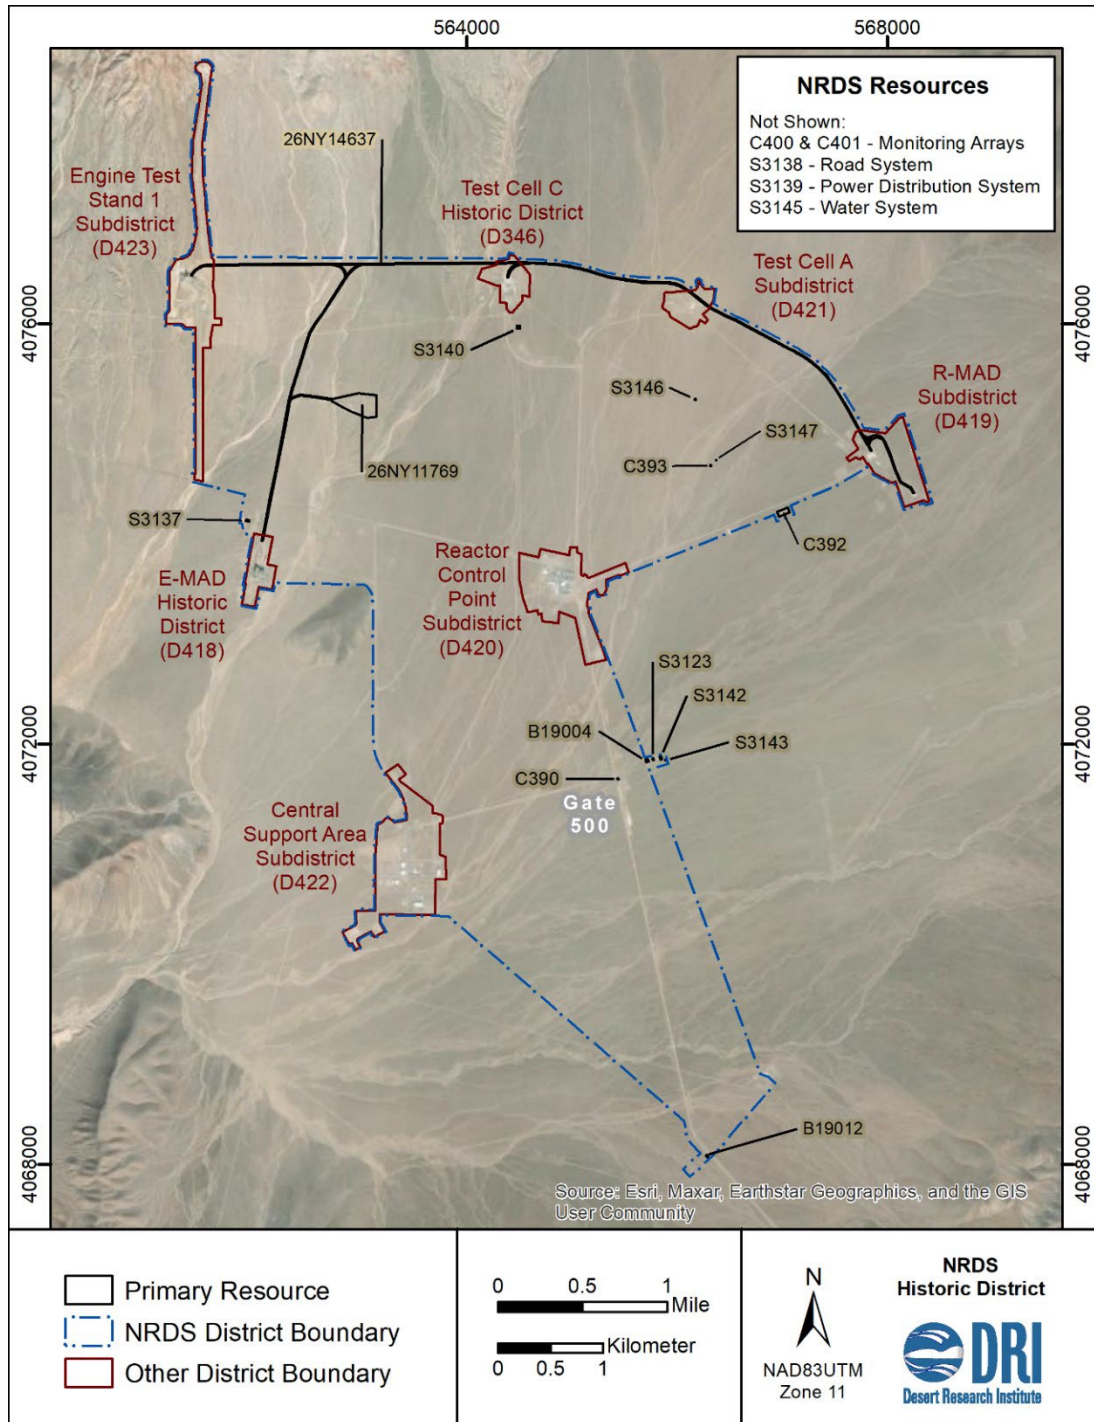 564000
568000
NRDS Resources
Not Shown:
C400 & C401 - Monitoring Arrays
S3138 - Road System
S3139 - Power Distribution System
S3145 - Water System
26NY14637
Engine Test
Stand 1
Subdistrict
(D423)
Test Cell C
Historic District
(D346)
Test Cell A
Subdistrict
(D421)
4076000
4076000
S3140
S3146
R-MAD
Subdistrict
(D419)
S3147
C393
26NY11769
S3137
C392
E-MAD
Historic
District
(D418)
Reactor
Control
Point
Subdistrict
(D420)
S3123
S3142
B19004
S3143
4072000
4072000
C390
Gate
500
Central
Support Area
Subdistrict
(D422)
B19012
4068000
4068000
Source: Esri, Maxar, Earthstar Geographics, and the GIS
User Community
Primary Resource
NRDS District Boundary
Other District Boundary
0 0.5 1
Mile
Kilometer
0 0.5 1
N
NAD83UTM
Zone 11
NRDS
Historic District
DRI
Desert Research Institute